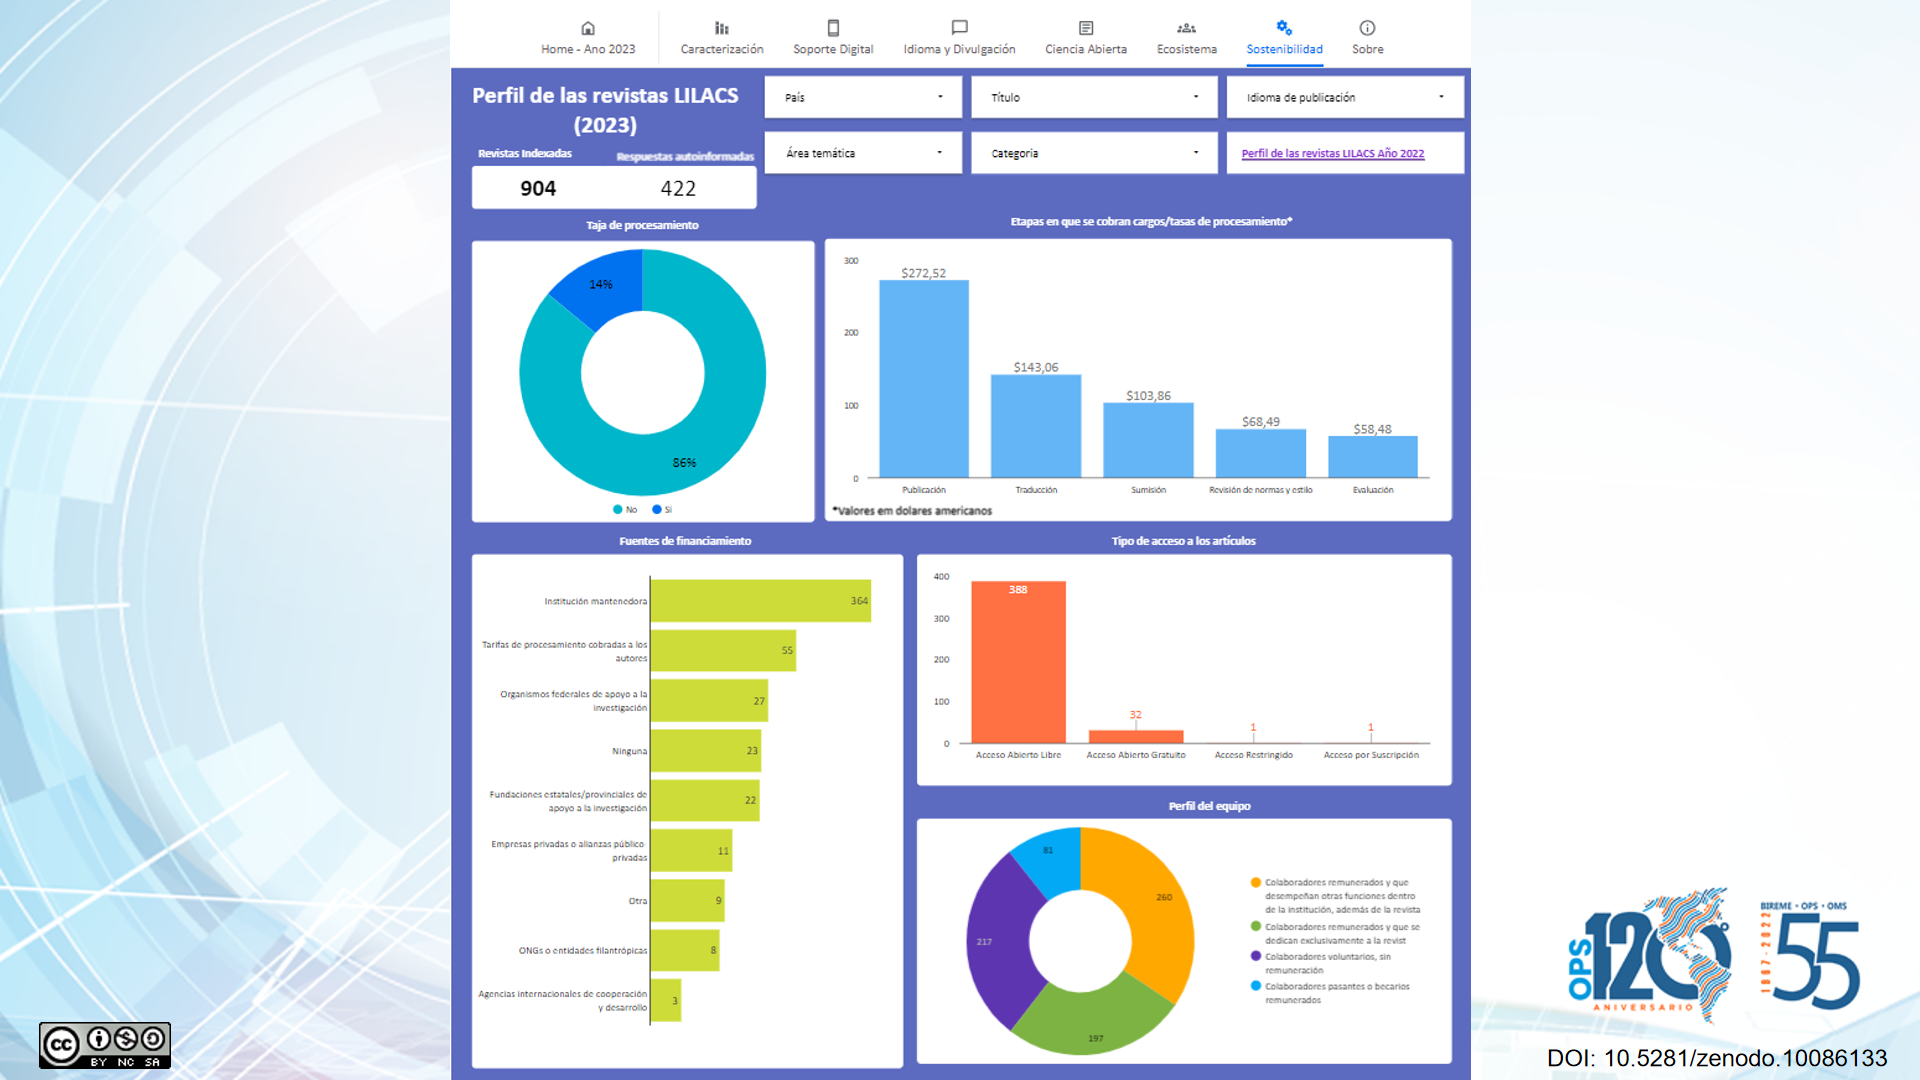 Home - Ano 2023
Caracterización
Soporte Digital
Idioma y Divulgación
Ciencia Abierta
Ecosistema
Sostenibilidad
Sobre
Perfil de las revistas LILACS
(2023)
País
Título
Idioma de publicación
Área temática
Categoria
Perfil de las revistas LILACS Año 2022
Revistas Indexadas
Respuestas autoinformadas
904
422
Taja de procesamiento
14%
86%
No
Si
Etapas en que se cobran cargos/tasas de procesamiento*
300
200
100
0
$272,52
$143,06
$103,86
$68,49
$58,48
Publicación
Traducción
Sumisión
Revisión de normas y estilo
Evaluación
*Valores em dolares americanos
Fuentes de financiamiento
Institución mantenedora
364
Tarifas de procesamiento cobradas a los
autores
55
Organismos federales de apoyo a la
investigación
27
Ninguna
23
Fundaciones estatales/provinciales de
apoyo a la investigación
22
Empresas privadas o alianzas público-
privadas
11
Otra
9
ONGs o entidades filantrópicas
8
Agencias internacionales de cooperación
y desarrollo
3
Tipo de acceso a los artículos
400
300
200
100
0
388
32
1
1
Acceso Abierto Libre
Acceso Abierto Gratuito
Acceso Restringido
Acceso por Suscripción
Perfil del equipo
81
260
217
197
Colaboradores remunerados y que
desempeñan otras funciones dentro
de la institución, además de la revista
Colaboradores remunerados y que se
dedican exclusivamente a la revist
Colaboradores voluntarios, sin
remuneración
Colaboradores pasantes o becarios
remunerados
OPS
120°
ANIVERSARIO
BIREME • OPS • OMS
1967-2022
55
cc
BY NC SA
DOI: 10.5281/zenodo.10086133